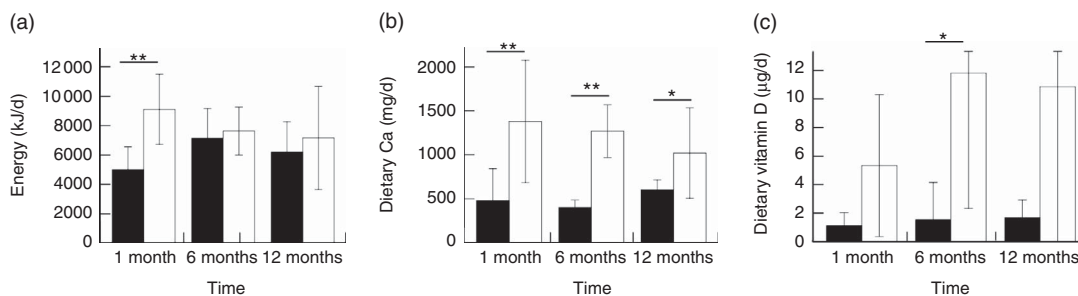 (a)
Energy (kJ/d)
12 000
10 000
8000
6000
4000
2000
0
**
1 month 6 months 12 months
Time
(b)
Dietary Ca (mg/d)
2000
1500
1000
500
0
**
**
*
1 month 6 months 12 months
Time
(c)
Dietary vitamin D (μg/d)
12
10
8
6
4
2
0
*
1 month 6 months 12 months
Time